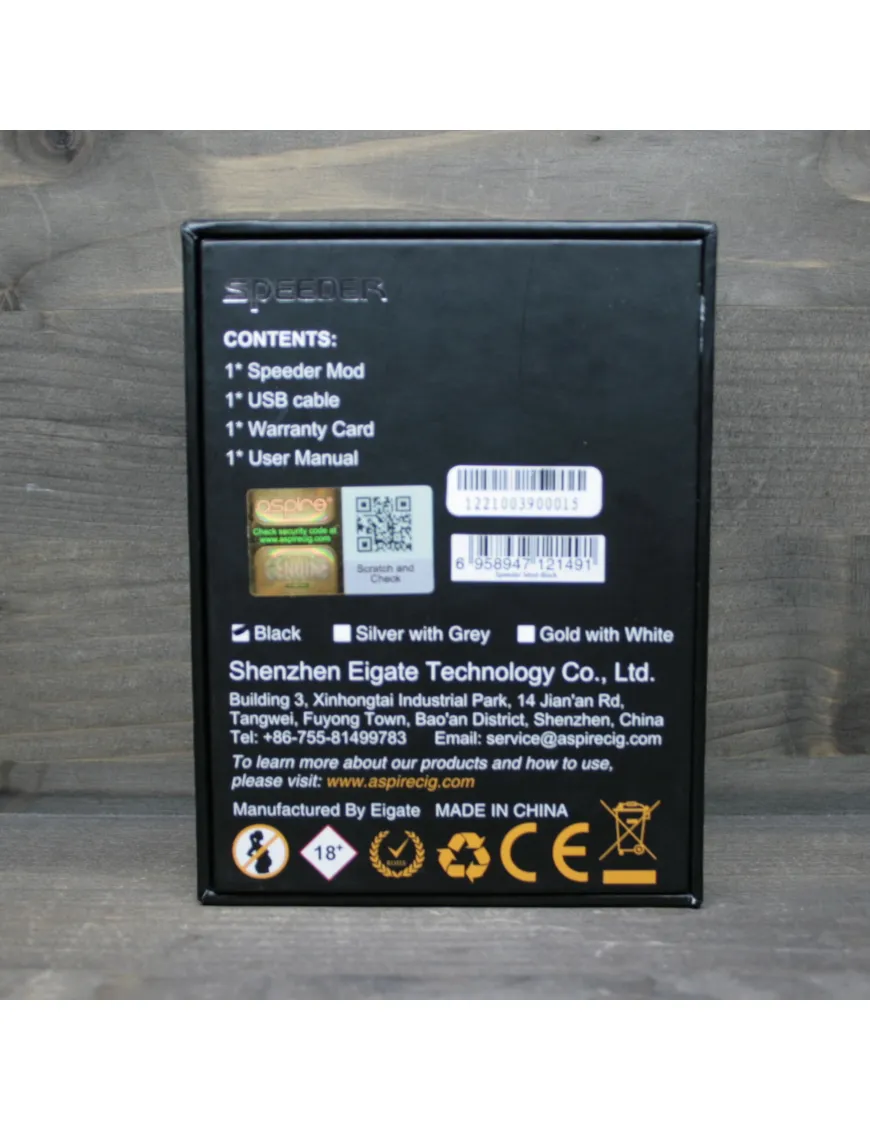 SPEEDER
CONTENTS:
1* Speeder Mod
1* USB cable
1* Warranty Card
1* User Manual
aspire®
Check security code at
www.aspirecig.com
GENUINE
Scratch and
Check
1221003900015
6 958947 121491
Black Silver with Grey Gold with White
Shenzhen Eigate Technology Co., Ltd.
Building 3, Xinhongtai Industrial Park, 14 Jian'an Rd,
Tangwei, Fuyong Town, Bao'an District, Shenzhen, China
Tel: +86-755-81499783 Email: service@aspirecig.com
To learn more about our products and how to use,
please visit: www.aspirecig.com
Manufactured By Eigate MADE IN CHINA
18+
CE